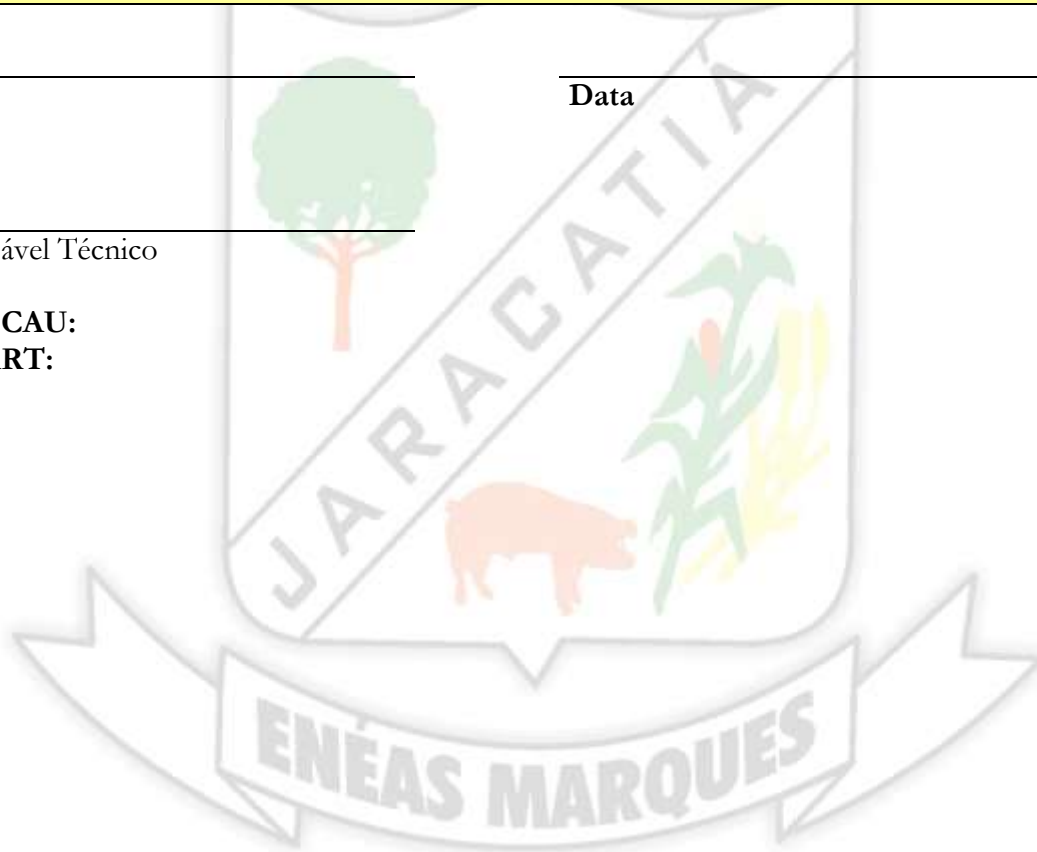 Data
ável Técnico
CAU:
RT:
JARACATIÁ
ENÉAS MARQUES